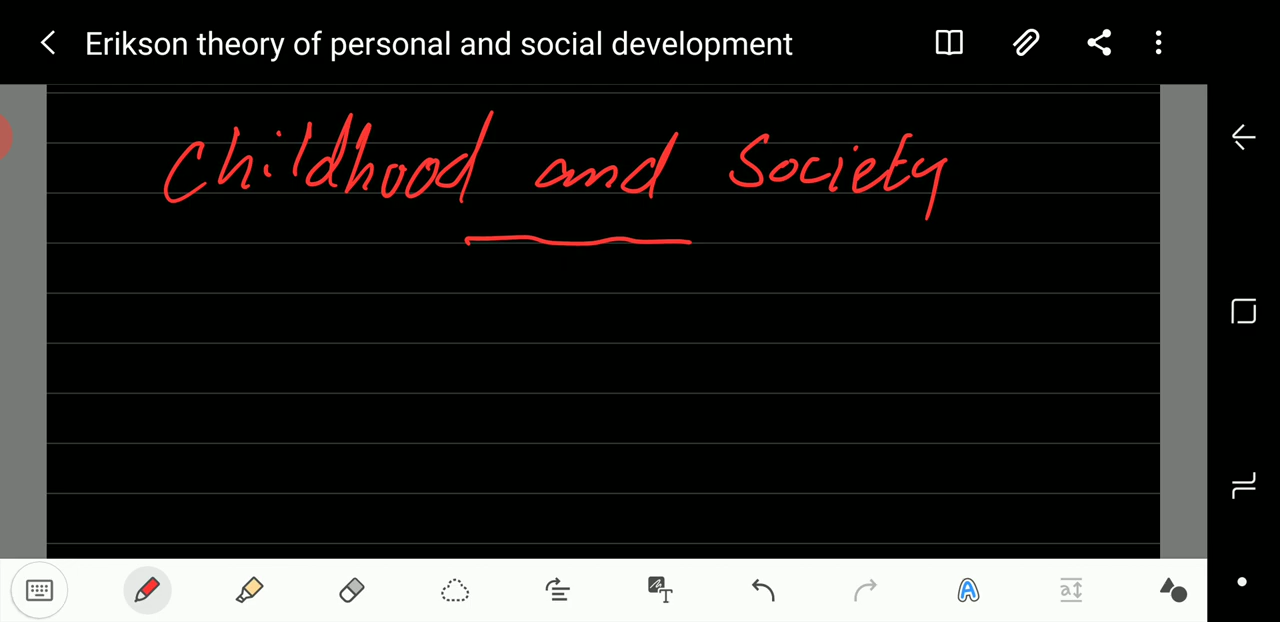 Erikson theory of personal and social development
Childhood and Society